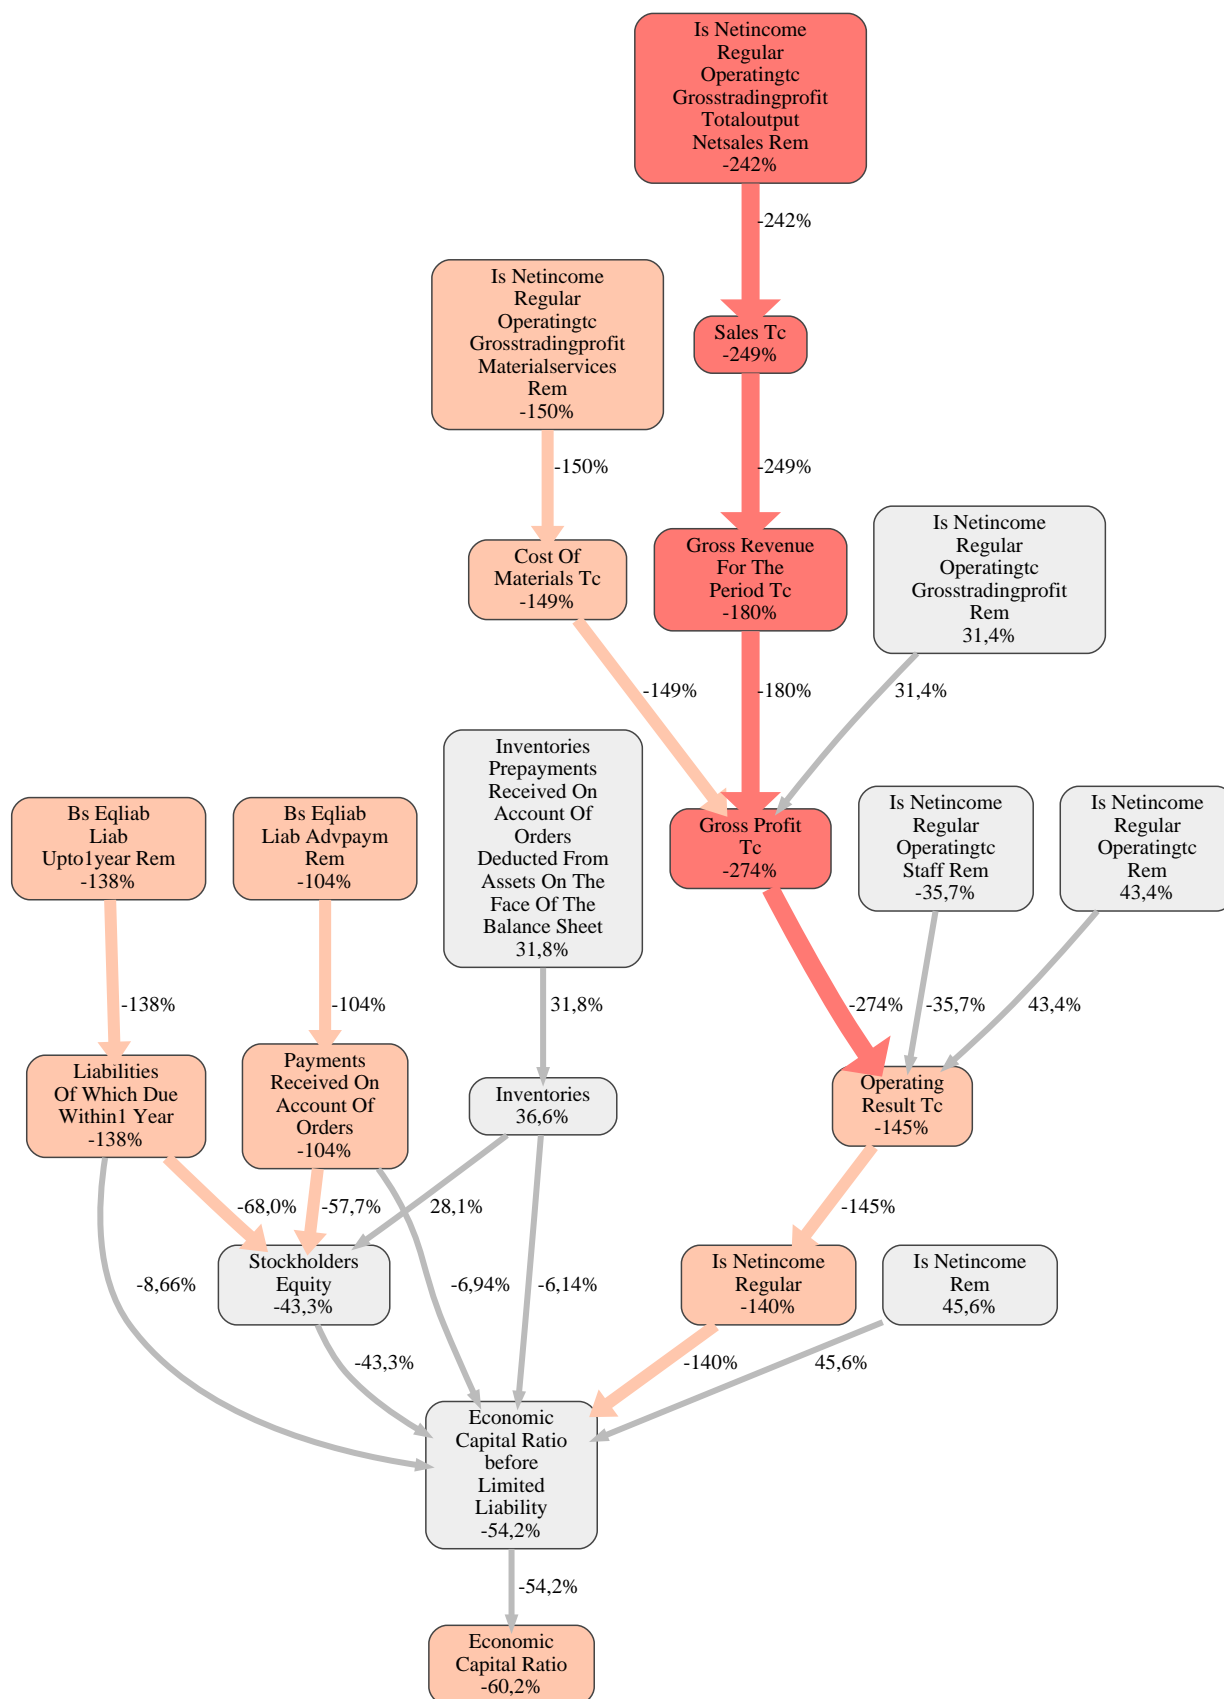 Is Netincome
Regular
Operatingtc
Grosstradingprofit
Totaloutput
Netsales Rem
-242%
-242%
Is Netincome
Regular
Operatingtc
Grosstradingprofit
Materialservices
Rem
-150%
Sales Tc
-249%
-150%
-249%
Is Netincome
Regular
Operatingtc
Grosstradingprofit
Rem
31,4%
Cost Of
Materials Tc
-149%
Gross Revenue
For The
Period Tc
-180%
-149%
-180%
31,4%
Inventories
Prepayments
Received On
Account Of
Orders
Deducted From
Assets On The
Face Of The
Balance Sheet
31,8%
Bs Eqliab
Liab
Upto1year Rem
-138%
Bs Eqliab
Liab Advpaym
Rem
-104%
Gross Profit
Tc
-274%
Is Netincome
Regular
Operatingtc
Staff Rem
-35,7%
Is Netincome
Regular
Operatingtc
Rem
43,4%
-138%
-104%
31,8%
-274%
-35,7%
43,4%
Liabilities
Of Which Due
Within1 Year
-138%
Payments
Received On
Account Of
Orders
-104%
Inventories
36,6%
Operating
Result Tc
-145%
-68,0%
-57,7%
28,1%
-145%
Stockholders
Equity
-43,3%
-8,66%
-6,94%
-6,14%
Is Netincome
Regular
-140%
Is Netincome
Rem
45,6%
-43,3%
-140%
45,6%
Economic
Capital Ratio
before
Limited
Liability
-54,2%
-54,2%
Economic
Capital Ratio
-60,2%